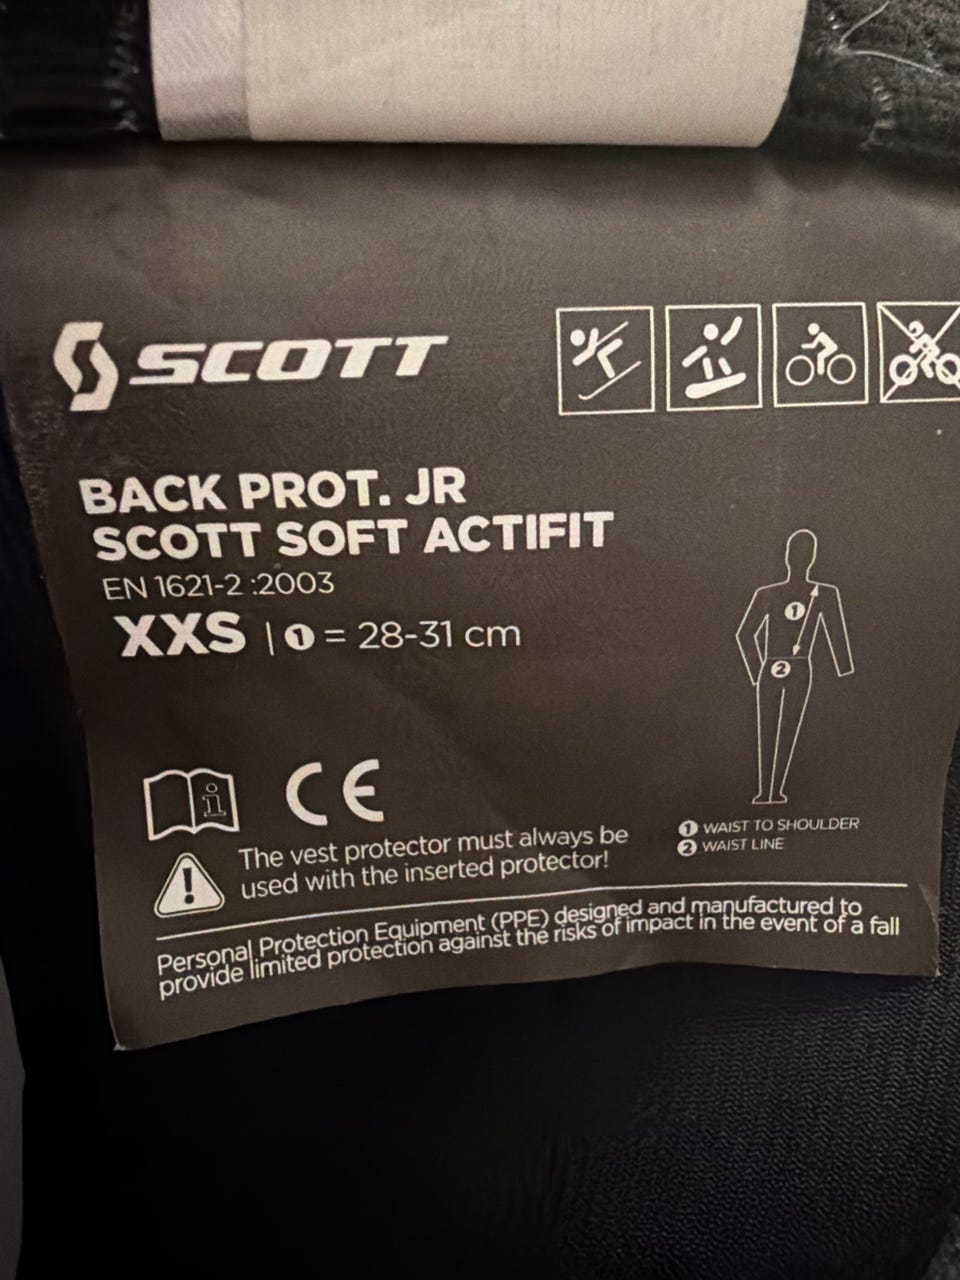 SCOTT
BACK PROT. JR
SCOTT SOFT ACTIFIT
EN 1621-2 :2003
XXS | 1 = 28-31 cm
1
2
i
CE
1 WAIST TO SHOULDER
2 WAIST LINE
! The vest protector must always be
used with the inserted protector!
Personal Protection Equipment (PPE) designed and manufactured to
provide limited protection against the risks of impact in the event of a fall